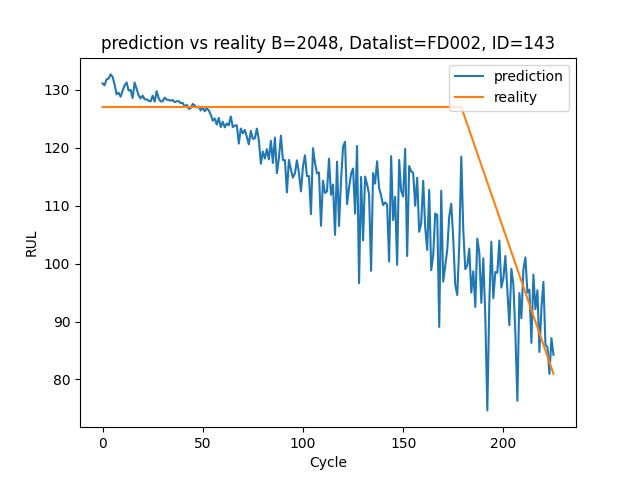 prediction vs reality B=2048, Datalist=FD002, ID=143
prediction
reality
130
120
110
100
90
80
RUL
0
50
100
150
200
Cycle